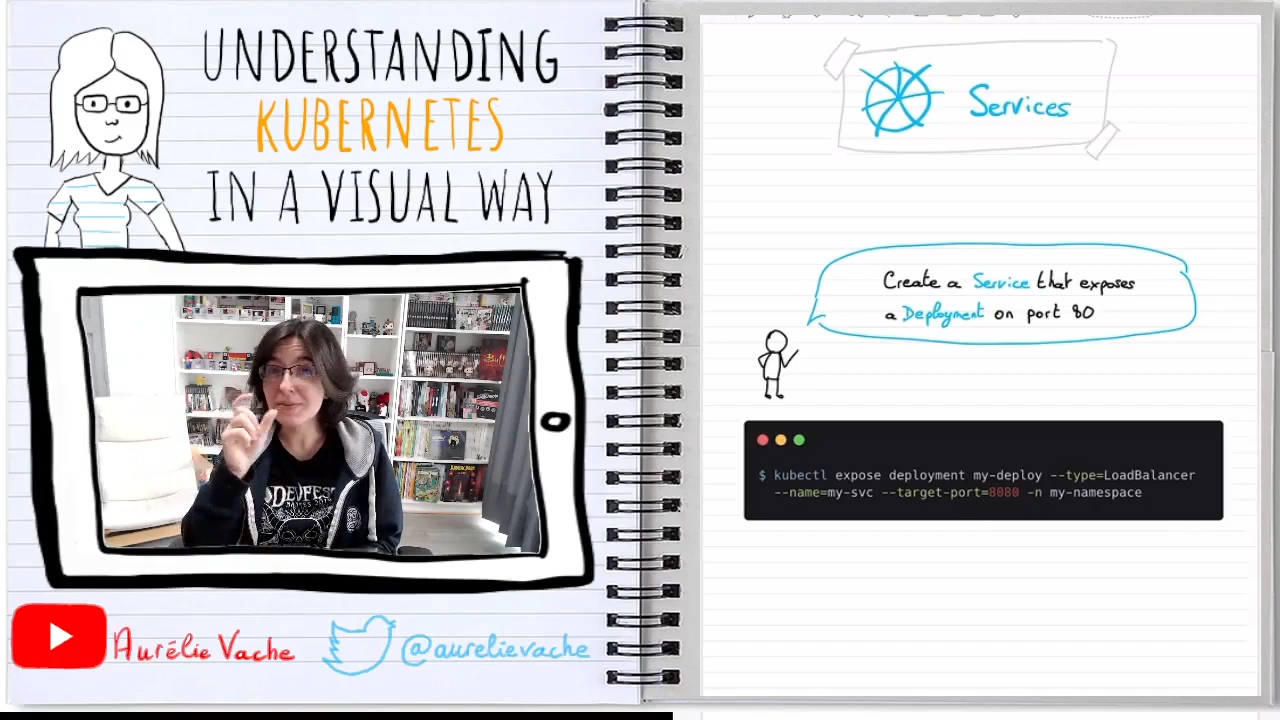 UNDERSTANDING
KUBERNETES
IN A VISUAL WAY
DEVFEST
Aurélie Vache
@aurelievache
Services
Create a Service that exposes
a Deployment on port 80
$ kubectl expose deployment my-deploy --type=LoadBalancer
--name=my-svc --target-port=8080 -n my-namespace